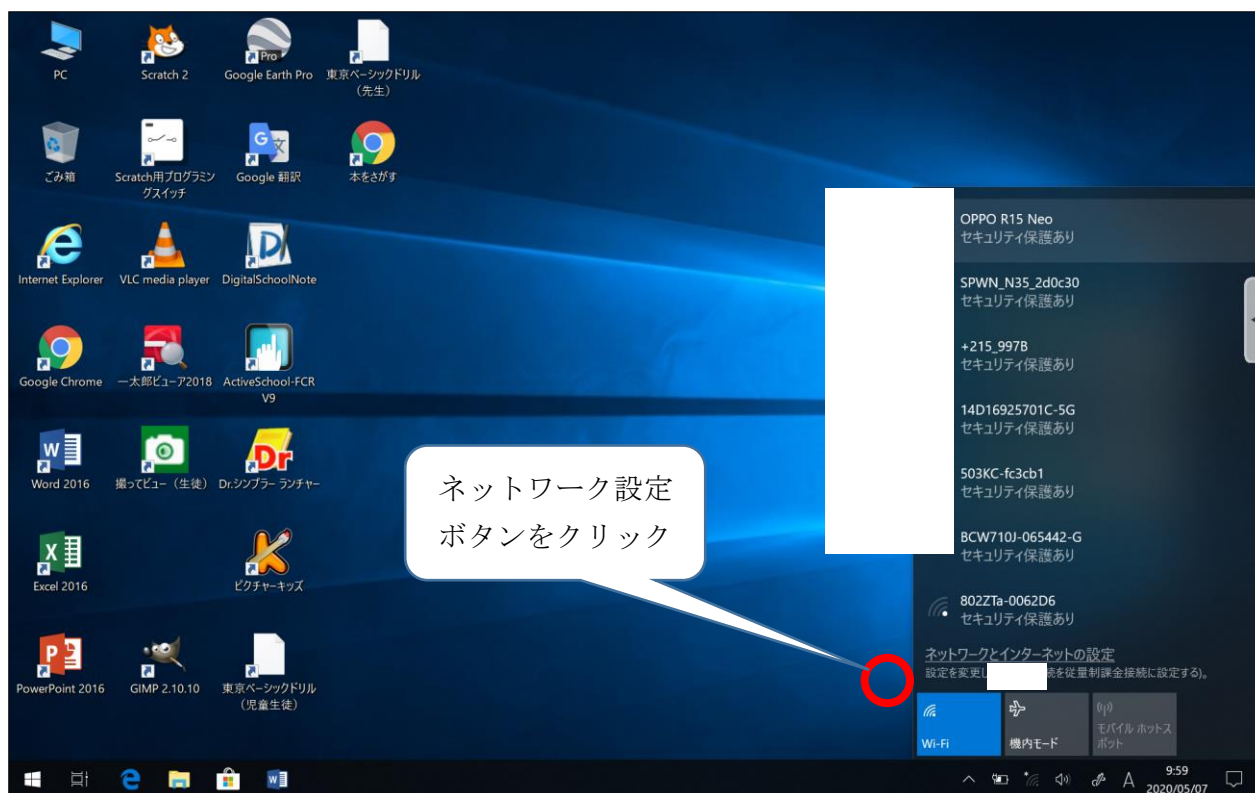 PC
Scratch 2
Pro
Google Earth Pro
東京ベーシックドリル
（先生）
ごみ箱
Scratch用プログラミン
グスイッチ
G 文
Google 翻訳
本をさがす
Internet Explorer
VLC media player
DigitalSchoolNote
Google Chrome
一太郎ビューア2018
ActiveSchool-FCR
V9
W
Word 2016
撮ってビュー（生徒）
Dr
Dr.シンプラー ランチャー
X
Excel 2016
K
ピクチャーキッズ
P
PowerPoint 2016
GIMP 2.10.10
東京ベーシックドリル
（児童生徒）
ネットワーク設定
ボタンをクリック
OPPO R15 Neo
セキュリティ保護あり
SPWN_N35_2d0c30
セキュリティ保護あり
+215_997B
セキュリティ保護あり
14D16925701C-5G
セキュリティ保護あり
503KC-fc3cb1
セキュリティ保護あり
BCW710J-065442-G
セキュリティ保護あり
802ZTa-0062D6
セキュリティ保護あり
ネットワークとインターネットの設定
設定を変更し 続を従量制課金接続に設定する)。
Wi-Fi
機内モード
モバイル ホットス
ポット
A
9:59
2020/05/07